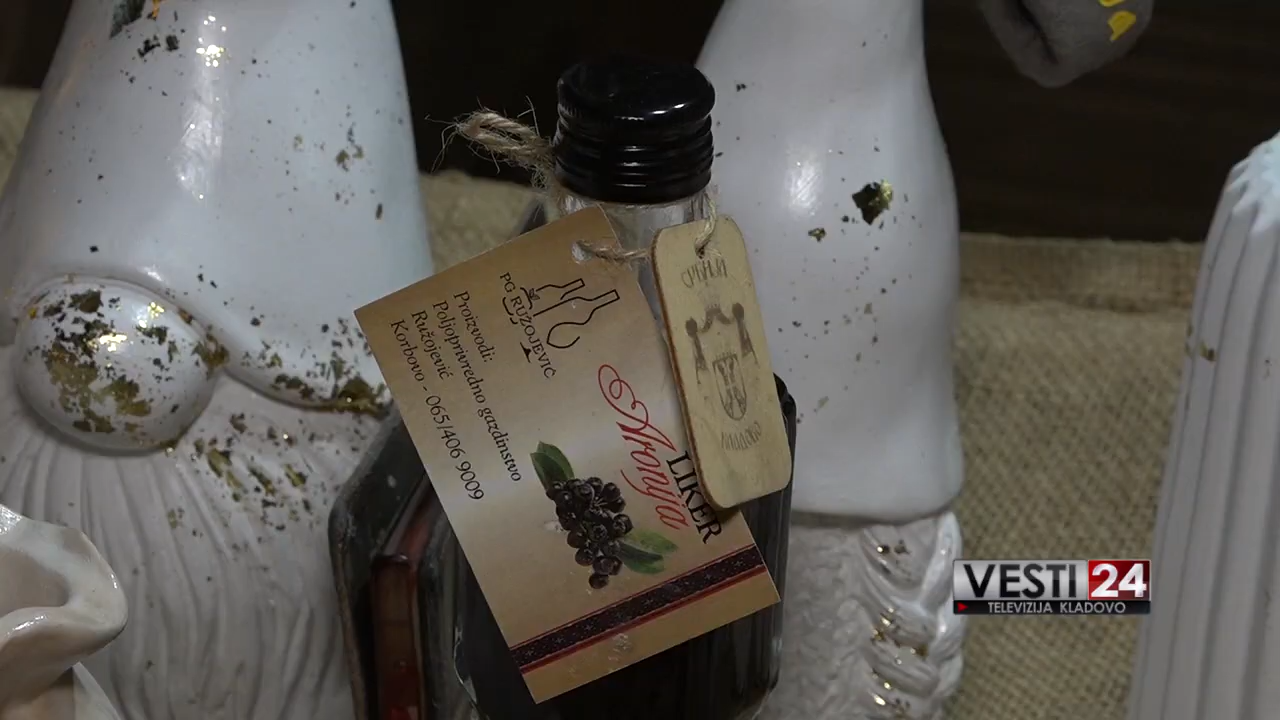 PG RUŽOJEVIĆ
Proizvodi:
Poljoprivredno gazdinstvo
Ružojević
Korbovo - 065/406 9009
LIKER
Aronija
VESTI 24
TELEVIZIJA KLADOVO